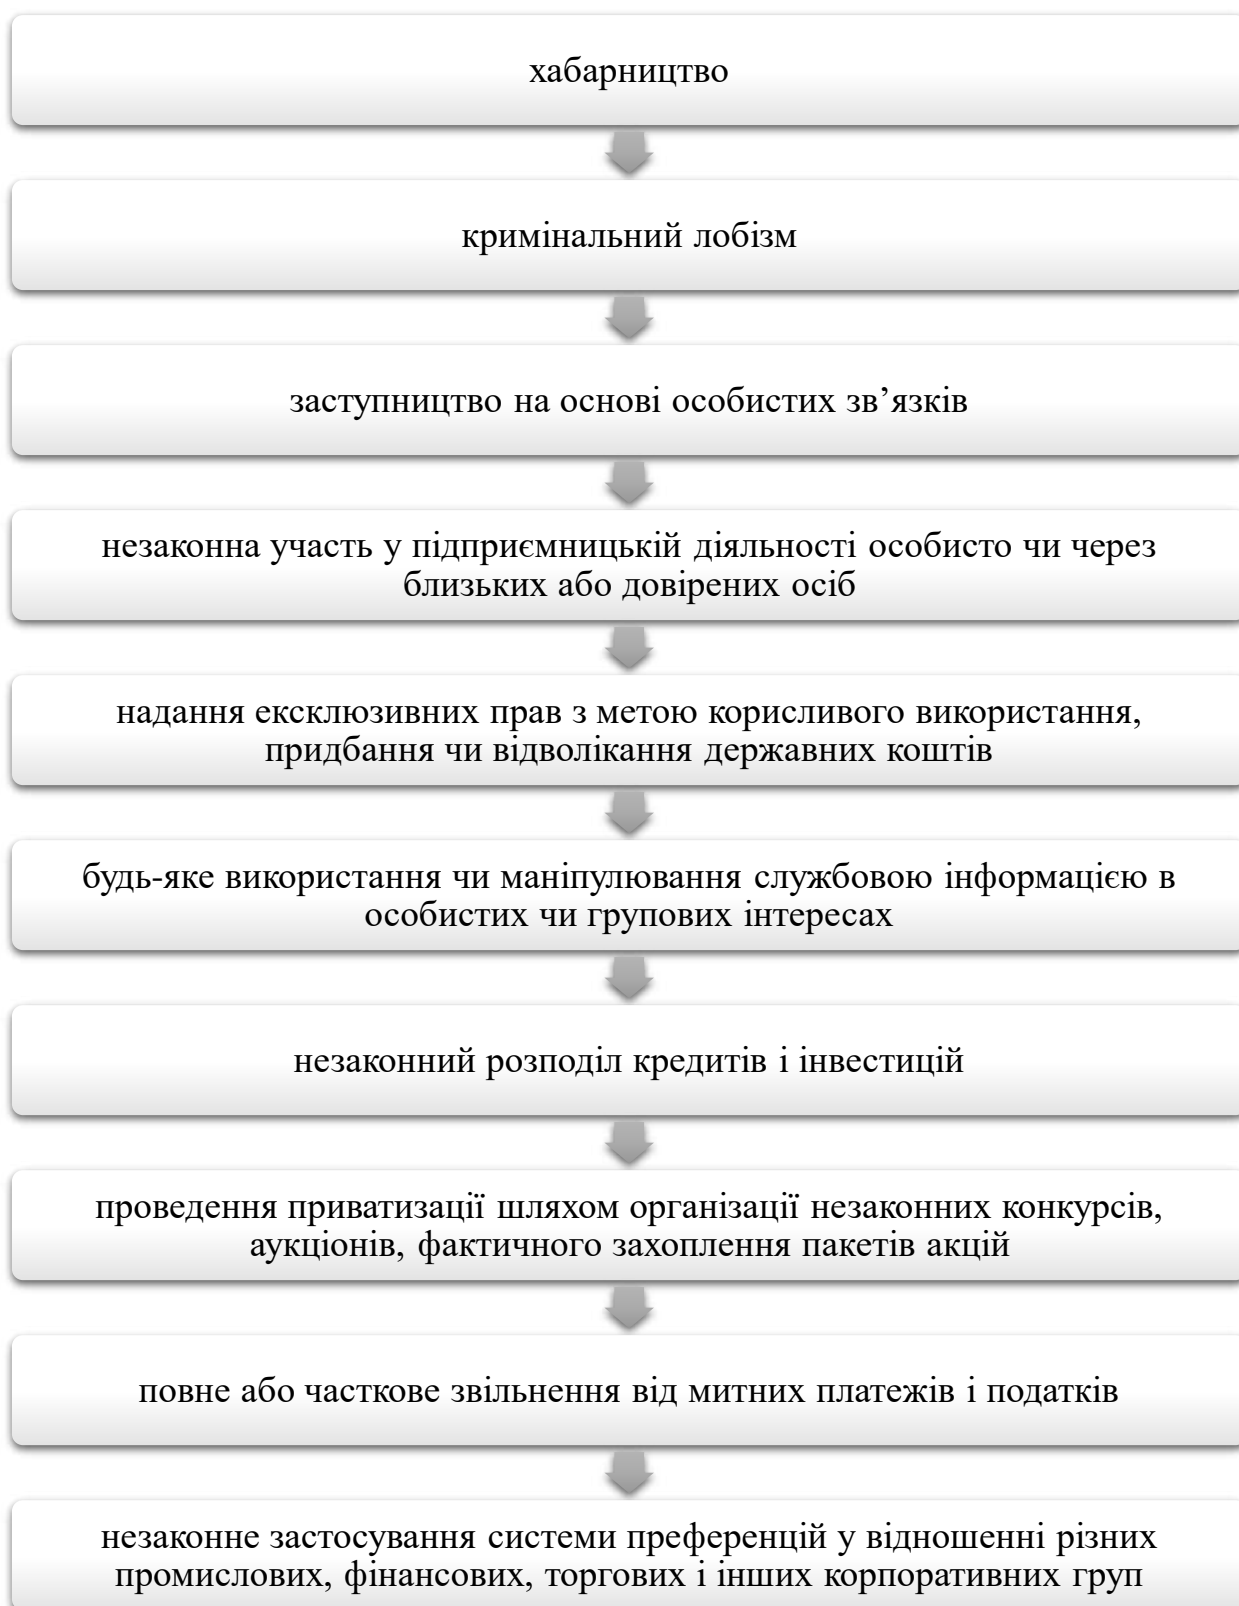 хабарництво
кримінальний лобізм
заступництво на основі особистих зв’язків
незаконна участь у підприємницькій діяльності особисто чи через
близьких або довірених осіб
надання ексклюзивних прав з метою корисливого використання,
придбання чи відволікання державних коштів
будь-яке використання чи маніпулювання службовою інформацією в
особистих чи групових інтересах
незаконний розподіл кредитів і інвестицій
проведення приватизації шляхом організації незаконних конкурсів,
аукціонів, фактичного захоплення пакетів акцій
повне або часткове звільнення від митних платежів і податків
незаконне застосування системи преференцій у відношенні різних
промислових, фінансових, торгових і інших корпоративних груп